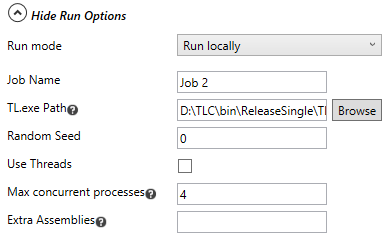 Hide Run Options
Run mode Run locally
Job Name Job 2
TL.exe Path D:\TLC\bin\ReleaseSingle\ Browse
Random Seed 0
Use Threads
Max concurrent processes 4
Extra Assemblies